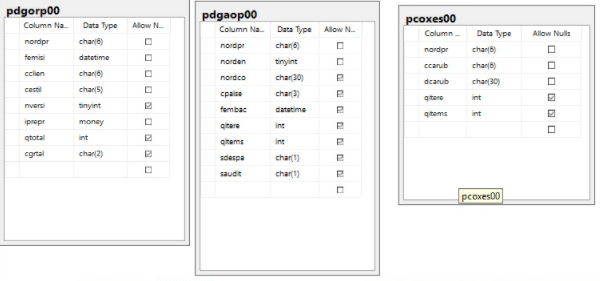 pdgorp00
Column Na... Data Type Allow N...
nordpr char(6)
femisi datetime
cclien char(6)
cestil char(5)
nversi tinyint
iprepr money
qtotal int
cgrtal char(2)
pdgaop00
Column Na... Data Type Allow N...
nordpr char(6)
norden tinyint
nordco char(30)
cpaise char(3)
fembac datetime
qitere int
qitems int
sdespa char(1)
saudit char(1)
pcoxes00
Column ... Data Type Allow Nulls
nordpr char(6)
ccarub char(6)
dcarub char(30)
qitere int
qitems int
pcoxes00